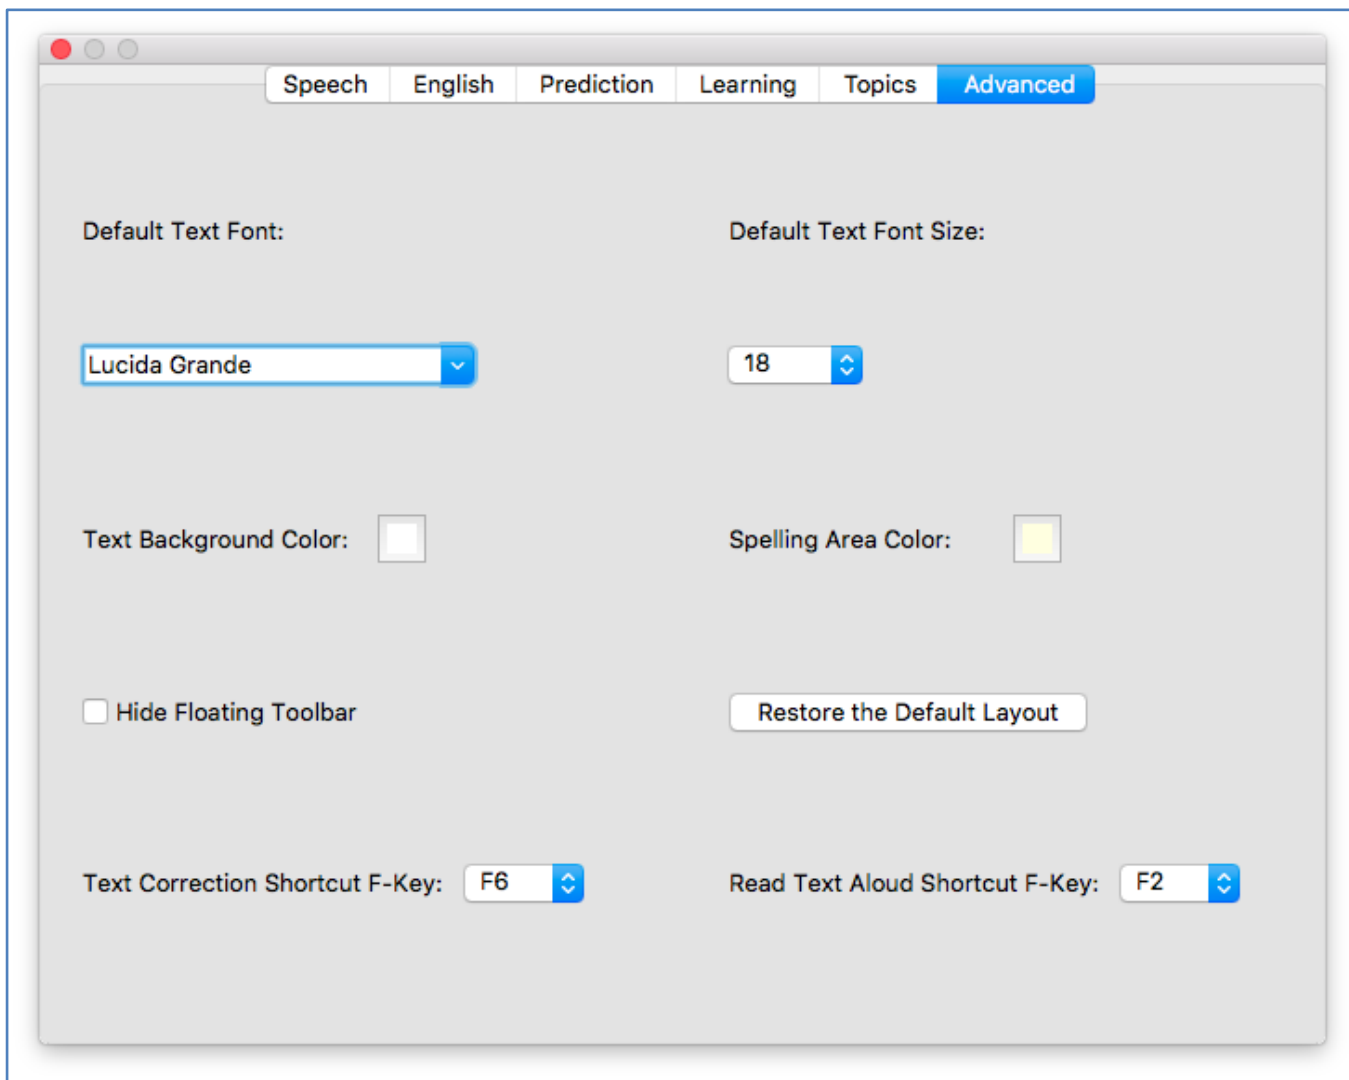 Speech English Prediction Learning Topics Advanced
Default Text Font: Default Text Font Size:
Lucida Grande 18
Text Background Color: Spelling Area Color:
Hide Floating Toolbar Restore the Default Layout
Text Correction Shortcut F-Key: F6 Read Text Aloud Shortcut F-Key: F2